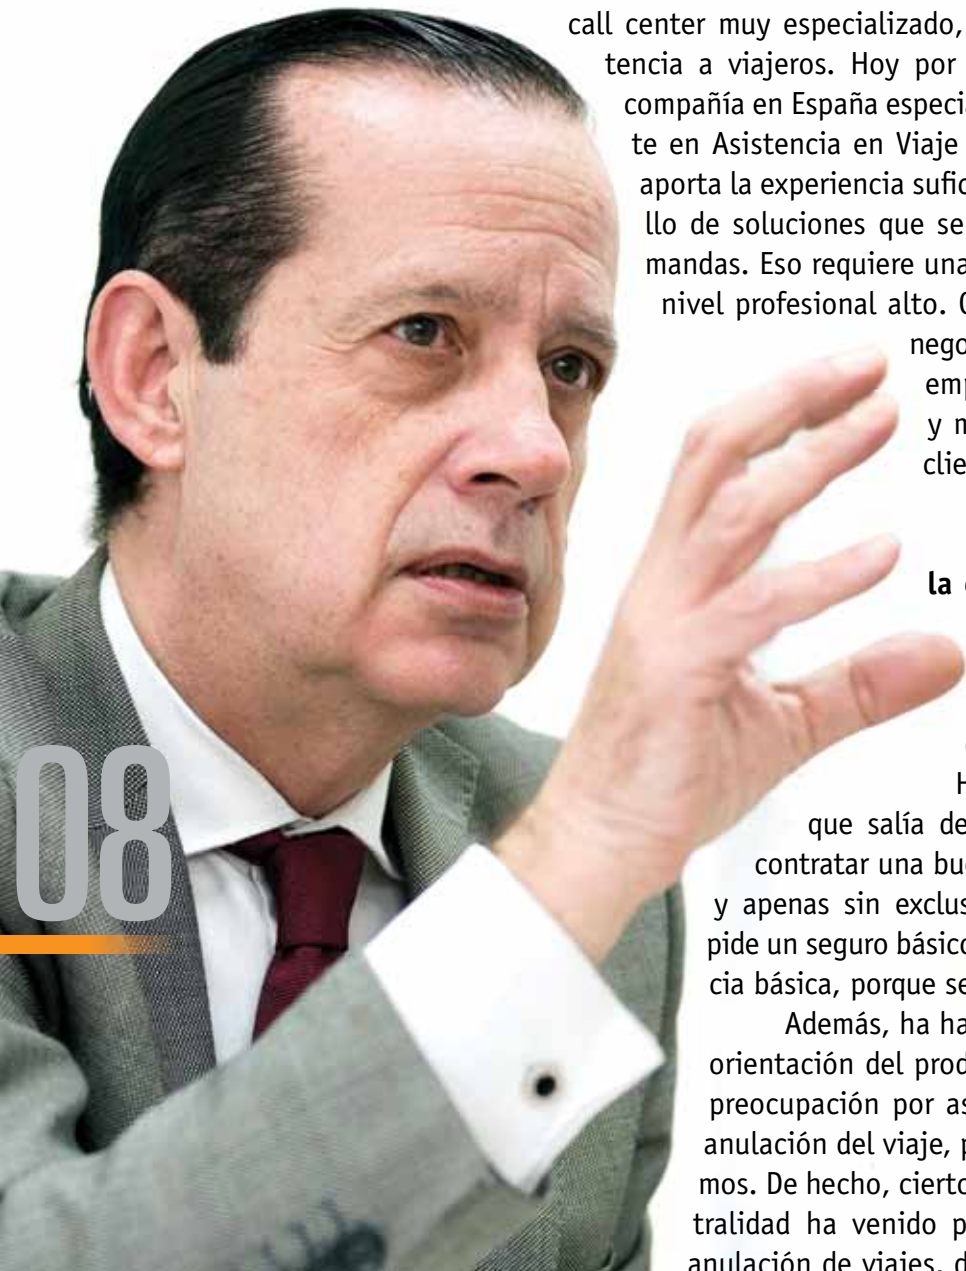 call center muy especializado,
tencia a viajeros. Hoy por
compañía en España especia
te en Asistencia en Viaje
aporta la experiencia sufic
llo de soluciones que se
mandas. Eso requiere una
nivel profesional alto.
nego
emp
y
clie
la
08
que salía de
contratar una bue
y apenas sin exclus
pide un seguro básico
cia básica, porque se
Además, ha ha
orientación del prod
preocupación por as
anulación del viaje, p
mos. De hecho, cierto
tralidad ha venido p
anulación de viajes, d